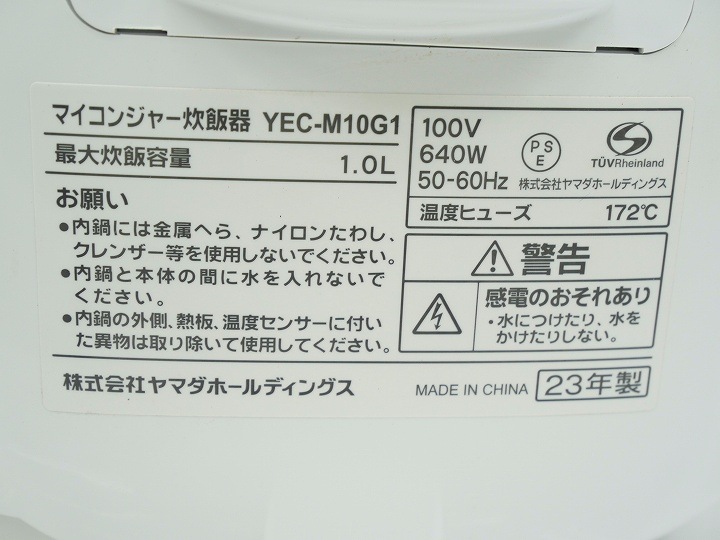 マイコンジャー炊飯器 YEC-M10G1
最大炊飯容量 1.0L
お願い
●内鍋には金属へら、ナイロンたわし、
クレンザー等を使用しないでください。
●内鍋と本体の間に水を入れないで
ください。
●内鍋の外側、熱板、温度センサーに付い
た異物は取り除いて使用してください。
100V
640W
50-60Hz
PS
E
TÜVRheinland
株式会社ヤマダホールディングス
温度ヒューズ 172℃
警告
感電のおそれあり
・水につけたり、水を
かけたりしない。
株式会社ヤマダホールディングス
MADE IN CHINA 23年製